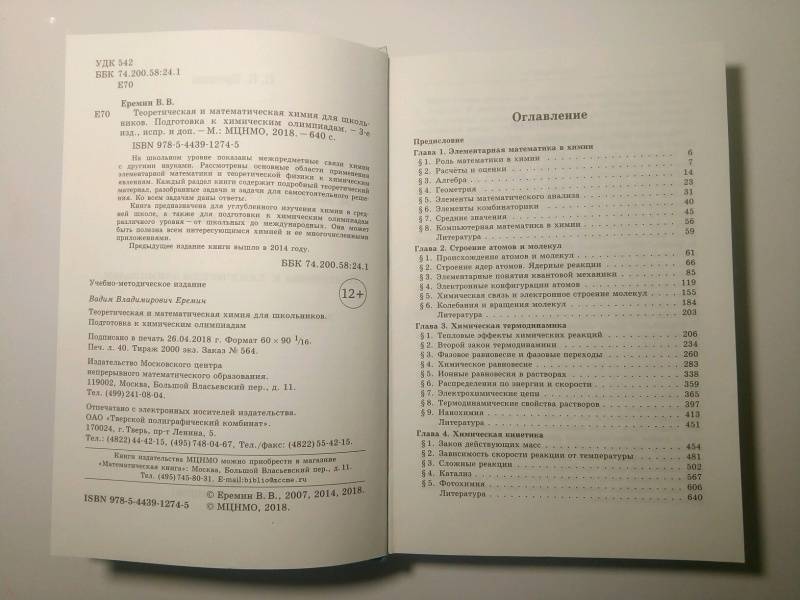 УДК 542
ББК 74.200.58:24.1
Е70
Еремин В. В.
Е70 Теоретическая и математическая химия для школь-
ников. Подготовка к химическим олимпиадам. – 3-е
изд., испр. и доп. – М.: МЦНМО, 2018. – 640 с.
ISBN 978-5-4439-1274-5
На школьном уровне показаны межпредметные связи химии
с другими науками. Рассмотрены основные области применения
элементарной математики и теоретической физики к химическим
явлениям. Каждый раздел книги содержит подробный теоретический
материал, разобранные задачи и задачи для самостоятельного реше-
ния. Ко всем задачам даны ответы.
Книга предназначена для углубленного изучения химии в сред-
ней школе, а также для подготовки к химическим олимпиадам
различного уровня – от школьных до международных. Она может
быть полезна всем интересующимся химией и ее многочисленными
приложениями.
Предыдущее издание книги вышло в 2014 году.
ББК 74.200.58:24.1
Учебно-методическое издание
Вадим Владимирович Еремин
12+
Теоретическая и математическая химия для школьников.
Подготовка к химическим олимпиадам
Подписано в печать 26.04.2018 г. Формат 60 × 90 1/16.
Печ. л. 40. Тираж 2000 экз. Заказ № 564.
Издательство Московского центра
непрерывного математического образования.
119002, Москва, Большой Власьевский пер., д. 11.
Тел. (499) 241-08-04.
Отпечатано с электронных носителей издательства.
ОАО «Тверской полиграфический комбинат».
170024, г. Тверь, пр-т Ленина, 5.
Тел.: (4822) 44-42-15, (495) 748-04-67, Тел./факс: (4822) 55-42-15.
Книги издательства МЦНМО можно приобрести в магазине
«Математическая книга»: Москва, Большой Власьевский пер., д. 11.
Тел. (495) 745-80-31. E-mail: biblio@mccme.ru
ISBN 978-5-4439-1274-5
© Еремин В. В., 2007, 2014, 2018.
© МЦНМО, 2018.
Оглавление
Предисловие
Глава 1. Элементарная математика в химии
§ 1. Роль математики в химии 6
§ 2. Расчёты и оценки 7
§ 3. Алгебра 14
§ 4. Геометрия 23
§ 5. Элементы математического анализа 31
§ 6. Элементы комбинаторики 40
§ 7. Средние значения 45
§ 8. Компьютерная математика в химии 56
Литература 59
Глава 2. Строение атомов и молекул
§ 1. Происхождение атомов и молекул 61
§ 2. Строение ядер атомов. Ядерные реакции 66
§ 3. Элементарные понятия квантовой механики 85
§ 4. Электронные конфигурации атомов 119
§ 5. Химическая связь и электронное строение молекул 155
§ 6. Колебания и вращения молекул 184
Литература 203
Глава 3. Химическая термодинамика
§ 1. Тепловые эффекты химических реакций 206
§ 2. Второй закон термодинамики 234
§ 3. Фазовое равновесие и фазовые переходы 260
§ 4. Химическое равновесие 283
§ 5. Ионные равновесия в растворах 338
§ 6. Распределения по энергии и скорости 359
§ 7. Электрохимические цепи 365
§ 8. Термодинамические свойства растворов 397
§ 9. Нанохимия 413
Литература 451
Глава 4. Химическая кинетика
§ 1. Закон действующих масс 454
§ 2. Зависимость скорости реакции от температуры 481
§ 3. Сложные реакции 502
§ 4. Катализ 567
§ 5. Фотохимия 606
Литература 640